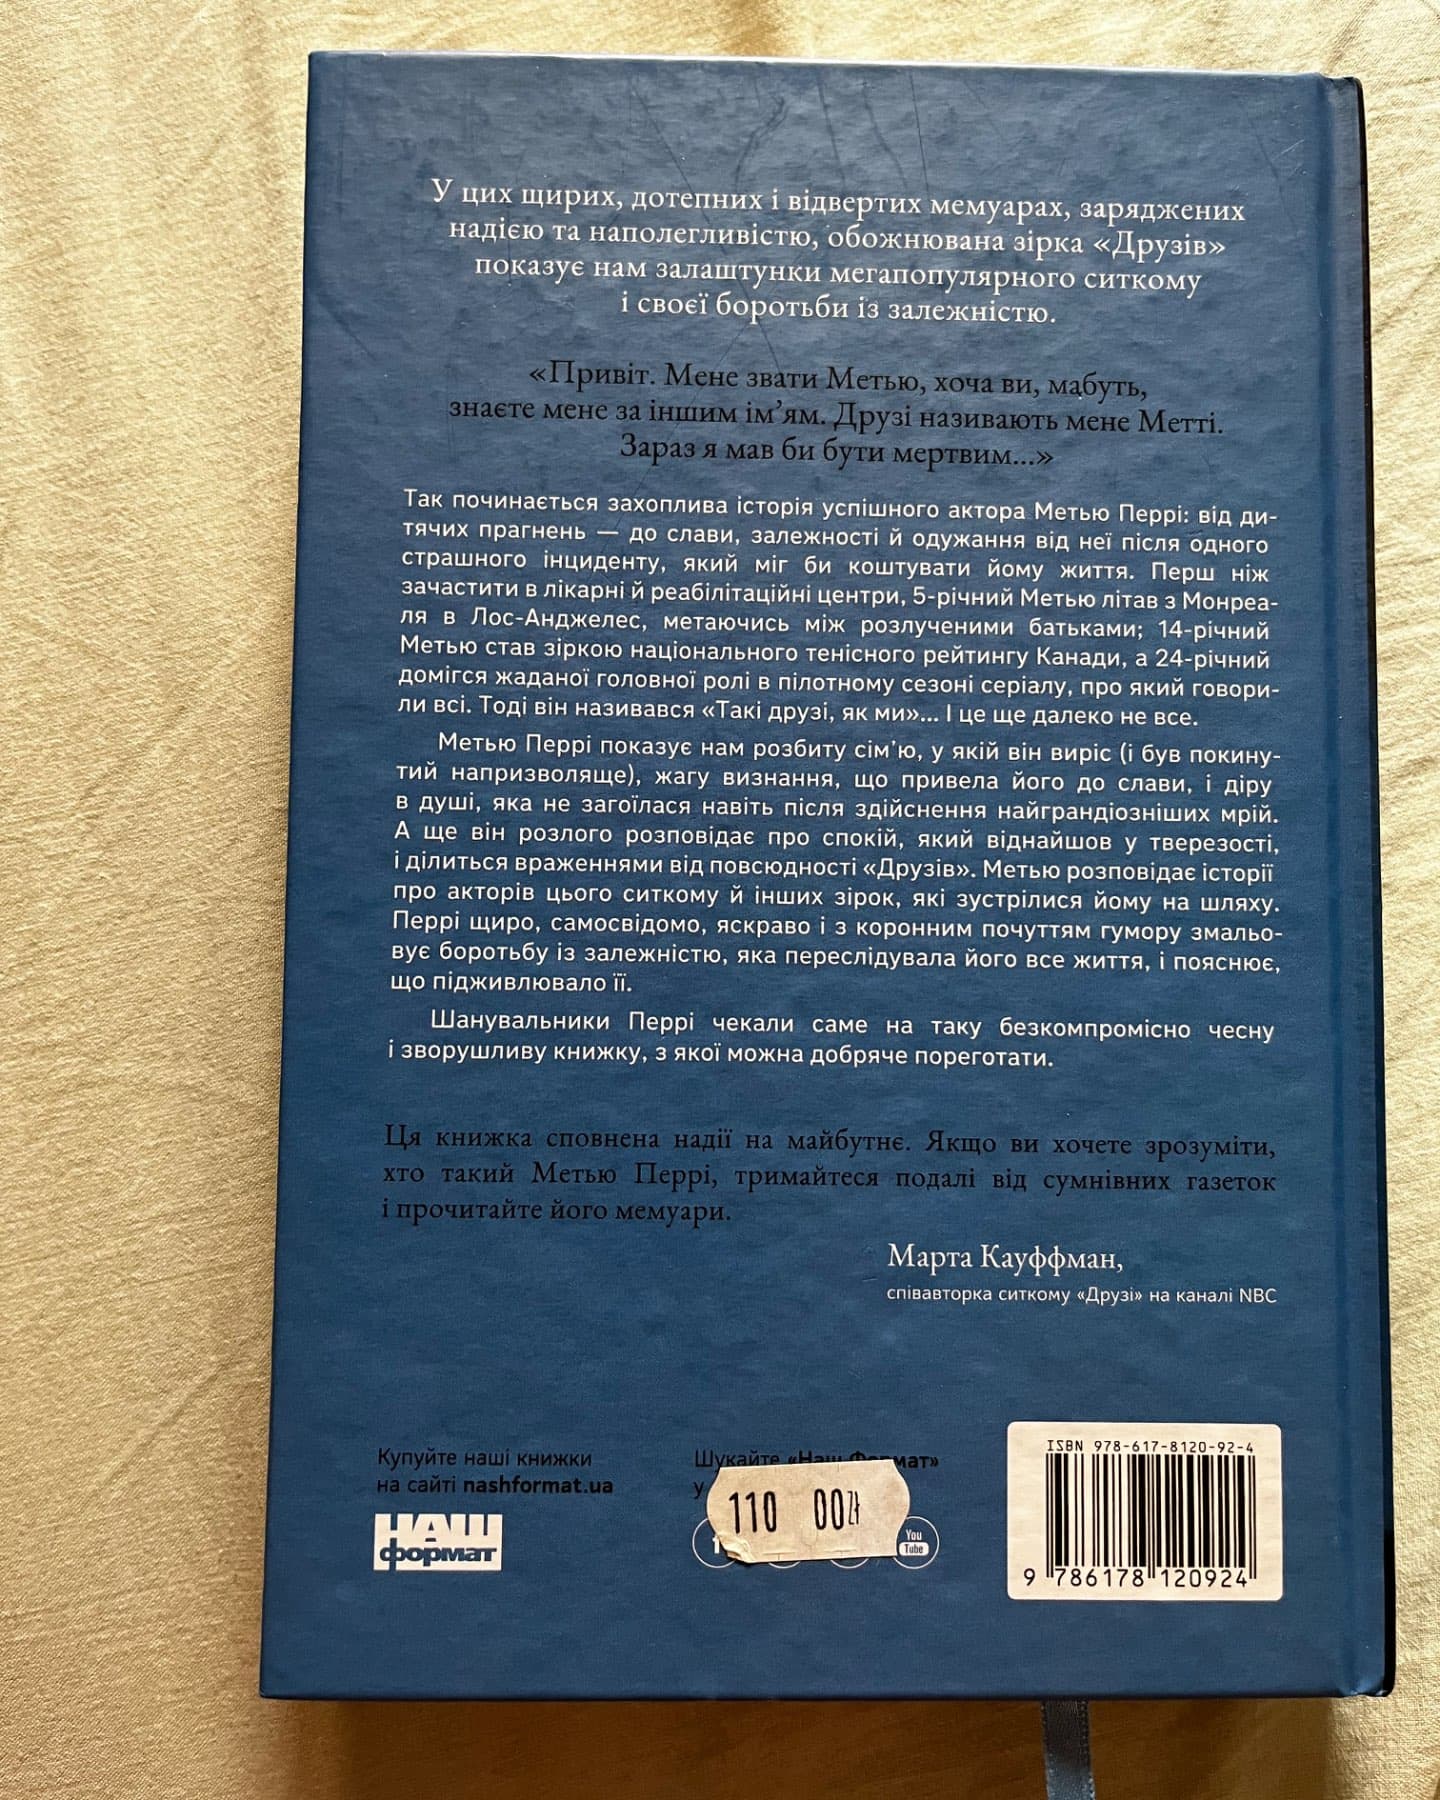 У цих щирих, дотепних і відвертих мемуарах, заряджених
надією та наполегливістю, обожнювана зірка «Друзів»
показує нам залаштунки мегапопулярного ситкому
і своєї боротьби із залежністю.
«Привіт. Мене звати Метью, хоча ви, мабуть,
знаєте мене за іншим ім’ям. Друзі називають мене Метті.
Зараз я мав би бути мертвим...»
Так починається захоплива історія успішного актора Метью Перрі: від ди-
тячих прагнень — до слави, залежності й одужання від неї після одного
страшного інциденту, який міг би коштувати йому життя. Перш ніж
зачастити в лікарні й реабілітаційні центри, 5-річний Метью літав з Монреа-
ля в Лос-Анджелес, метаючись між розлученими батьками; 14-річний
Метью став зіркою національного тенісного рейтингу Канади, а 24-річний
домігся жаданої головної ролі в пілотному сезоні серіалу, про який говори-
ли всі. Тоді він називався «Такі друзі, як ми»... І це ще далеко не все.
Метью Перрі показує нам розбиту сім’ю, у якій він виріс (і був покину-
тий напризволяще), жагу визнання, що привела його до слави, і діру
в душі, яка не загоїлася навіть після здійснення найграндіозніших мрій.
А ще він розлого розповідає про спокій, який віднайшов у тверезості,
і ділиться враженнями від повсюдності «Друзів». Метью розповідає історії
про акторів цього ситкому й інших зірок, які зустрілися йому на шляху.
Перрі щиро, самосвідомо, яскраво і з коронним почуттям гумору змальо-
вує боротьбу із залежністю, яка переслідувала його все життя, і пояснює,
що підживлювало її.
Шанувальники Перрі чекали саме на таку безкомпромісно чесну
і зворушливу книжку, з якої можна добряче пореготати.
Ця книжка сповнена надії на майбутнє. Якщо ви хочете зрозуміти,
хто такий Метью Перрі, тримайтеся подалі від сумнівних газеток
і прочитайте його мемуари.
Марта Кауффман,
співавторка ситкому «Друзі» на каналі NBC
Купуйте наші книжки
на сайті nashformat.ua
НАШ
формат
Шукайте «Наш Формат»
у
110 00zł
You
Tube
ISBN 978-617-8120-92-4
9 786178 120924